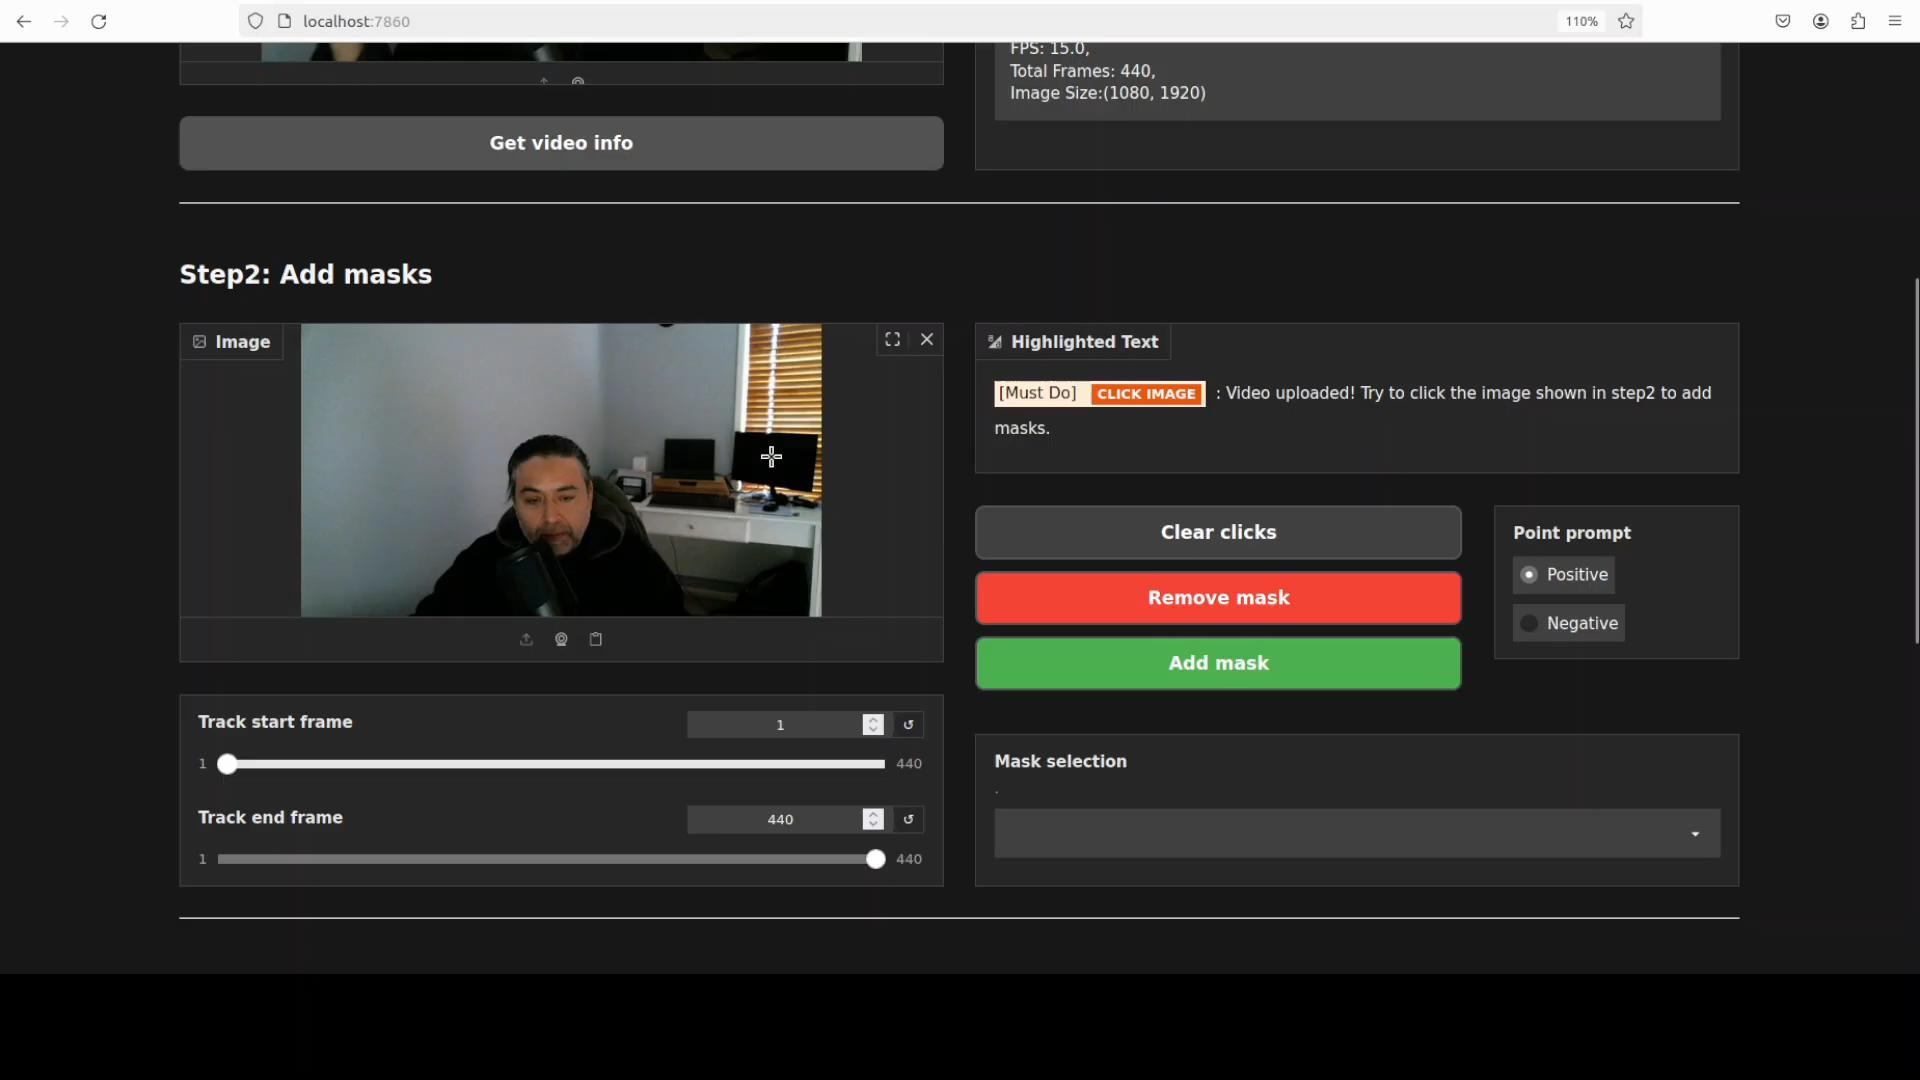 localhost:7860
110%
FPS: 15.0,
Total Frames: 440,
Image Size:(1080, 1920)
Get video info
Step2: Add masks
Image
Highlighted Text
[Must Do] CLICK IMAGE : Video uploaded! Try to click the image shown in step2 to add
masks.
Clear clicks
Point prompt
Positive
Remove mask
Negative
Add mask
Track start frame
1
1
440
Mask selection
.
Track end frame
440
1
440